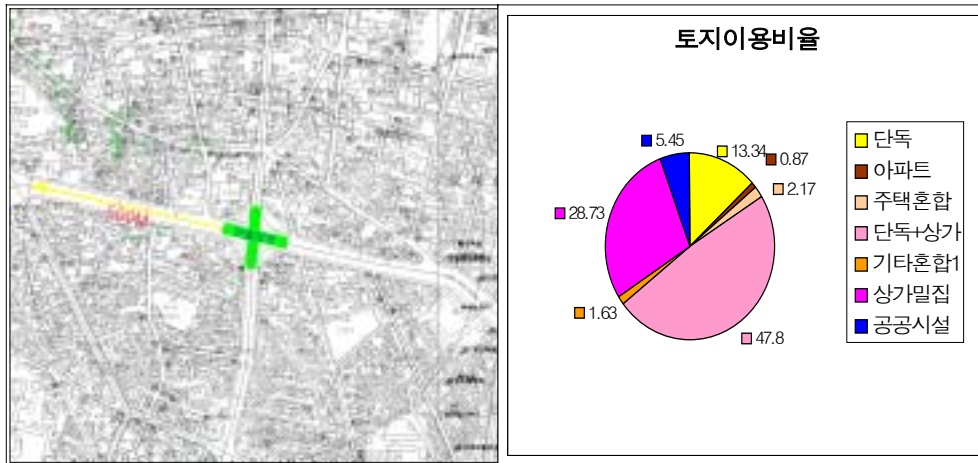 토지이용비율
5.45
13.34
0.87
2.17
28.73
1.63
47.8
단독
아파트
주택혼합
단독+상가
기타혼합1
상가밀집
공공시설